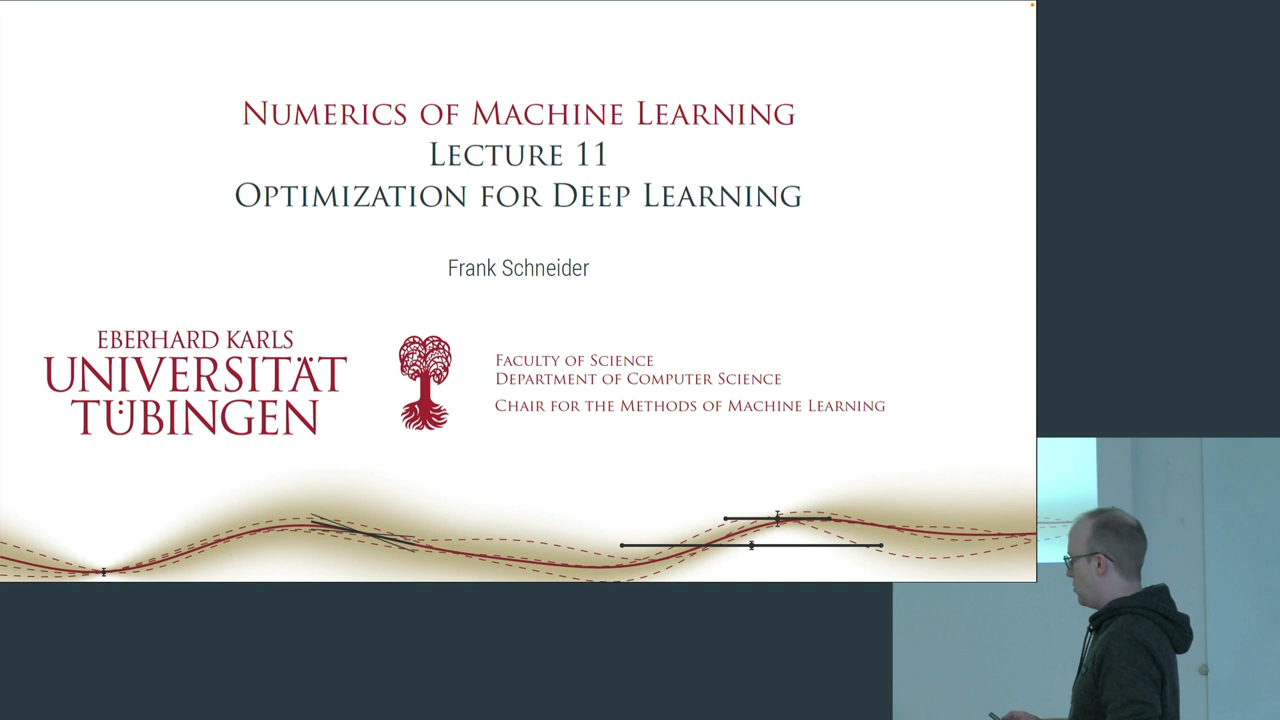 Numerics of Machine Learning
Lecture 11
Optimization for Deep Learning
Frank Schneider
EBERHARD KARLS
UNIVERSITÄT
TÜBINGEN
Faculty of Science
Department of Computer Science
Chair for the Methods of Machine Learning